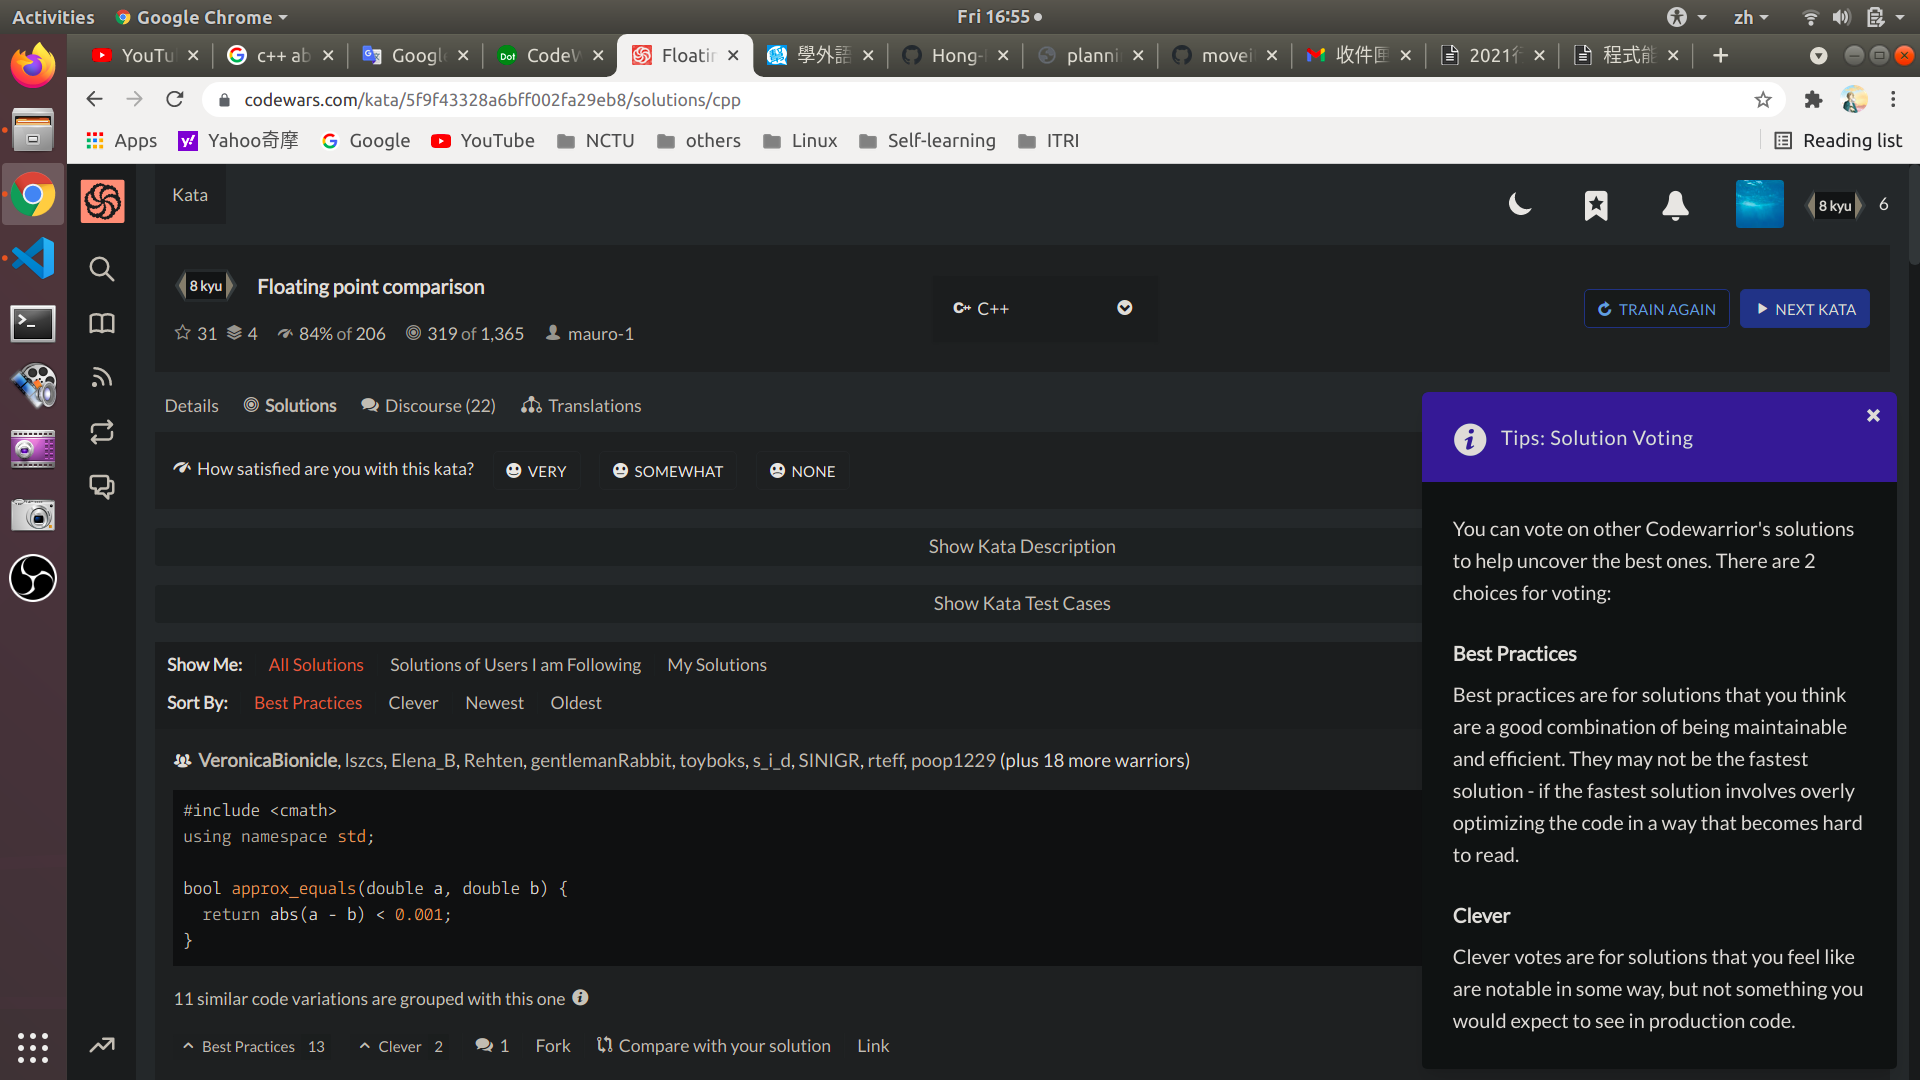 Activities Google Chrome Fri 16:55 zh
YouTu c++ ab Google CodeW Floatin 學外語 Hong- plannin movei 收件匣 2021行 程式能
codewars.com/kata/5f9f43328a6bff002fa29eb8/solutions/cpp
Apps Yahoo奇摩 Google YouTube NCTU others Linux Self-learning ITRI Reading list
Kata
8 kyu 6
8 kyu Floating point comparison
C++
TRAIN AGAIN NEXT KATA
31 4 84% of 206 319 of 1,365 mauro-1
Details Solutions Discourse (22) Translations
How satisfied are you with this kata? VERY SOMEWHAT NONE
Show Kata Description
Show Kata Test Cases
Show Me: All Solutions Solutions of Users I am Following My Solutions
Sort By: Best Practices Clever Newest Oldest
VeronicaBionicle, lszcs, Elena_B, Rehten, gentlemanRabbit, toyboks, s_i_d, SINIGR, rteff, poop1229 (plus 18 more warriors)
#include <cmath>
using namespace std;
bool approx_equals(double a, double b) {
return abs(a - b) < 0.001;
}
11 similar code variations are grouped with this one
Best Practices 13 Clever 2 1 Fork Compare with your solution Link
Tips: Solution Voting
You can vote on other Codewarrior's solutions
to help uncover the best ones. There are 2
choices for voting:
Best Practices
Best practices are for solutions that you think
are a good combination of being maintainable
and efficient. They may not be the fastest
solution - if the fastest solution involves overly
optimizing the code in a way that becomes hard
to read.
Clever
Clever votes are for solutions that you feel like
are notable in some way, but not something you
would expect to see in production code.